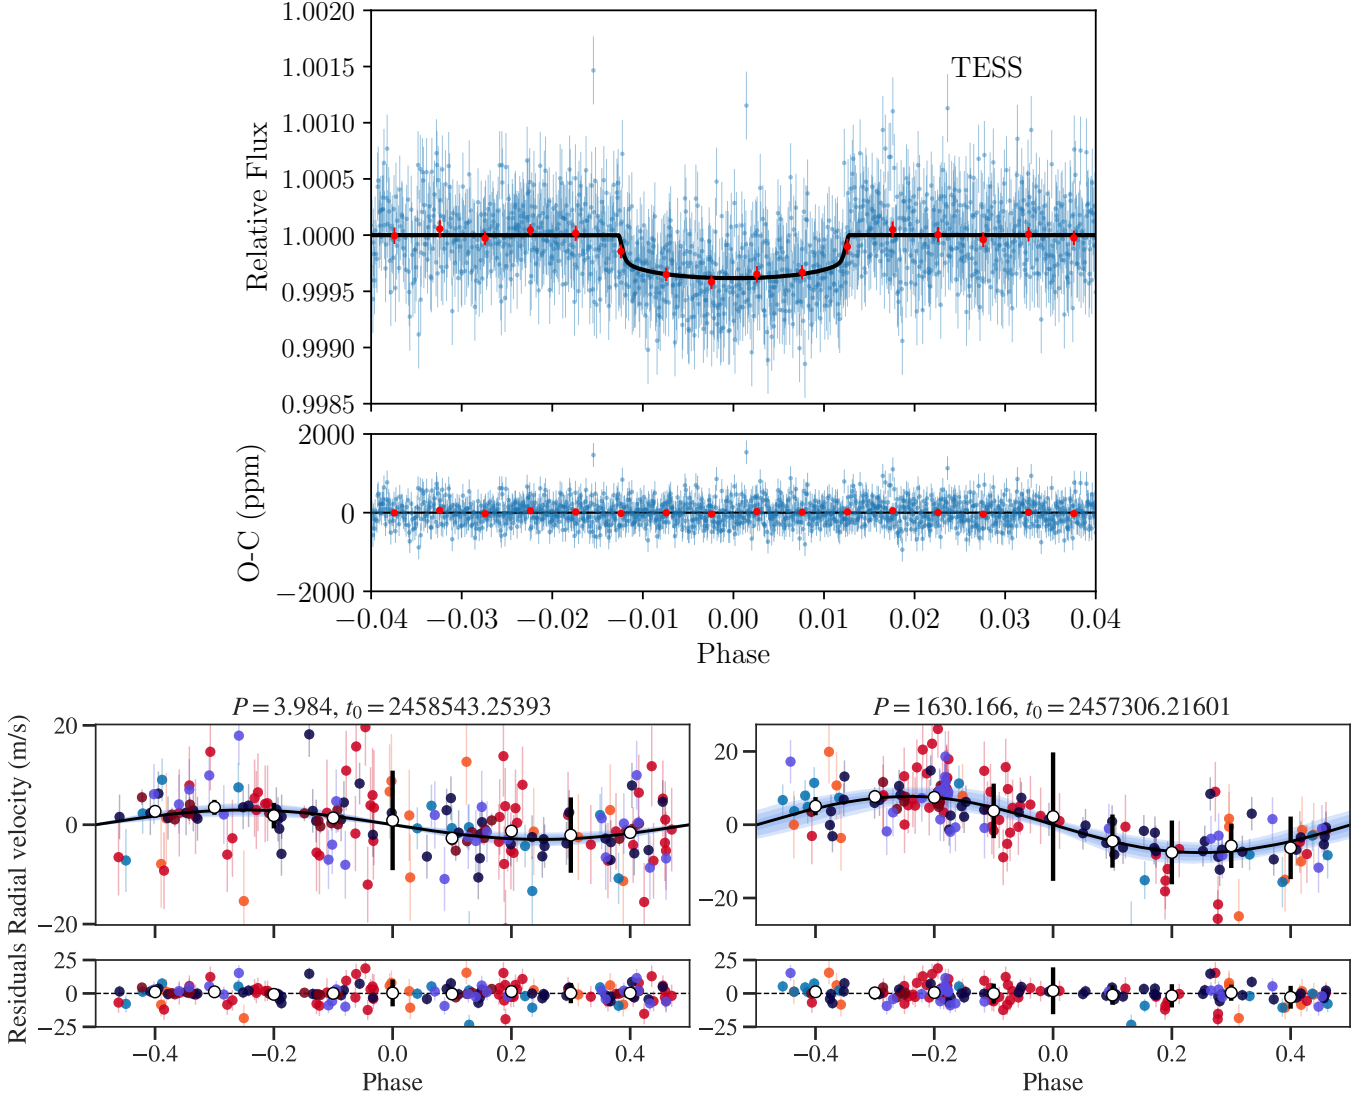 1.0020
1.0015
1.0010
1.0005
1.0000
0.9995
0.9990
0.9985
Relative Flux
TESS
2000
0
−2000
O-C (ppm)
−0.04 −0.03 −0.02 −0.01 0.00 0.01 0.02 0.03 0.04
Phase
P = 3.984, t0 = 2458543.25393
P = 1630.166, t0 = 2457306.21601
20
0
−20
Radial velocity (m/s)
20
0
−20
25
0
−25
Residuals
25
0
−25
−0.4 −0.2 0.0 0.2 0.4
Phase
−0.4 −0.2 0.0 0.2 0.4
Phase